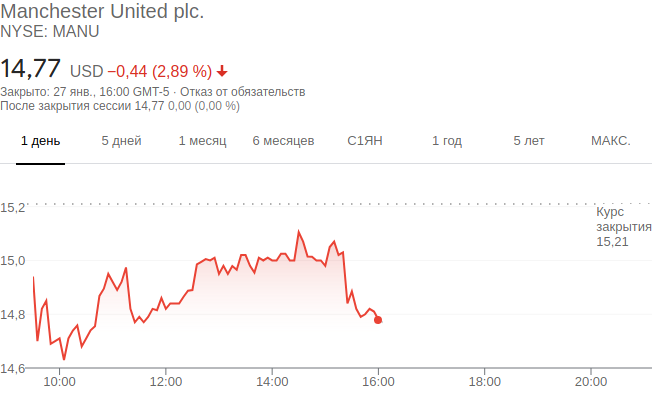 Manchester United plc.
NYSE: MANU
14,77 USD −0,44 (2,89 %)
Закрыто: 27 янв., 16:00 GMT-5 · Отказ от обязательств
После закрытия сессии 14,77 0,00 (0,00 %)
1 день 5 дней 1 месяц 6 месяцев С1ЯН 1 год 5 лет МАКС.
15,2
Курс
закрытия
15,21
15,0
14,8
14,6
10:00 12:00 14:00 16:00 18:00 20:00